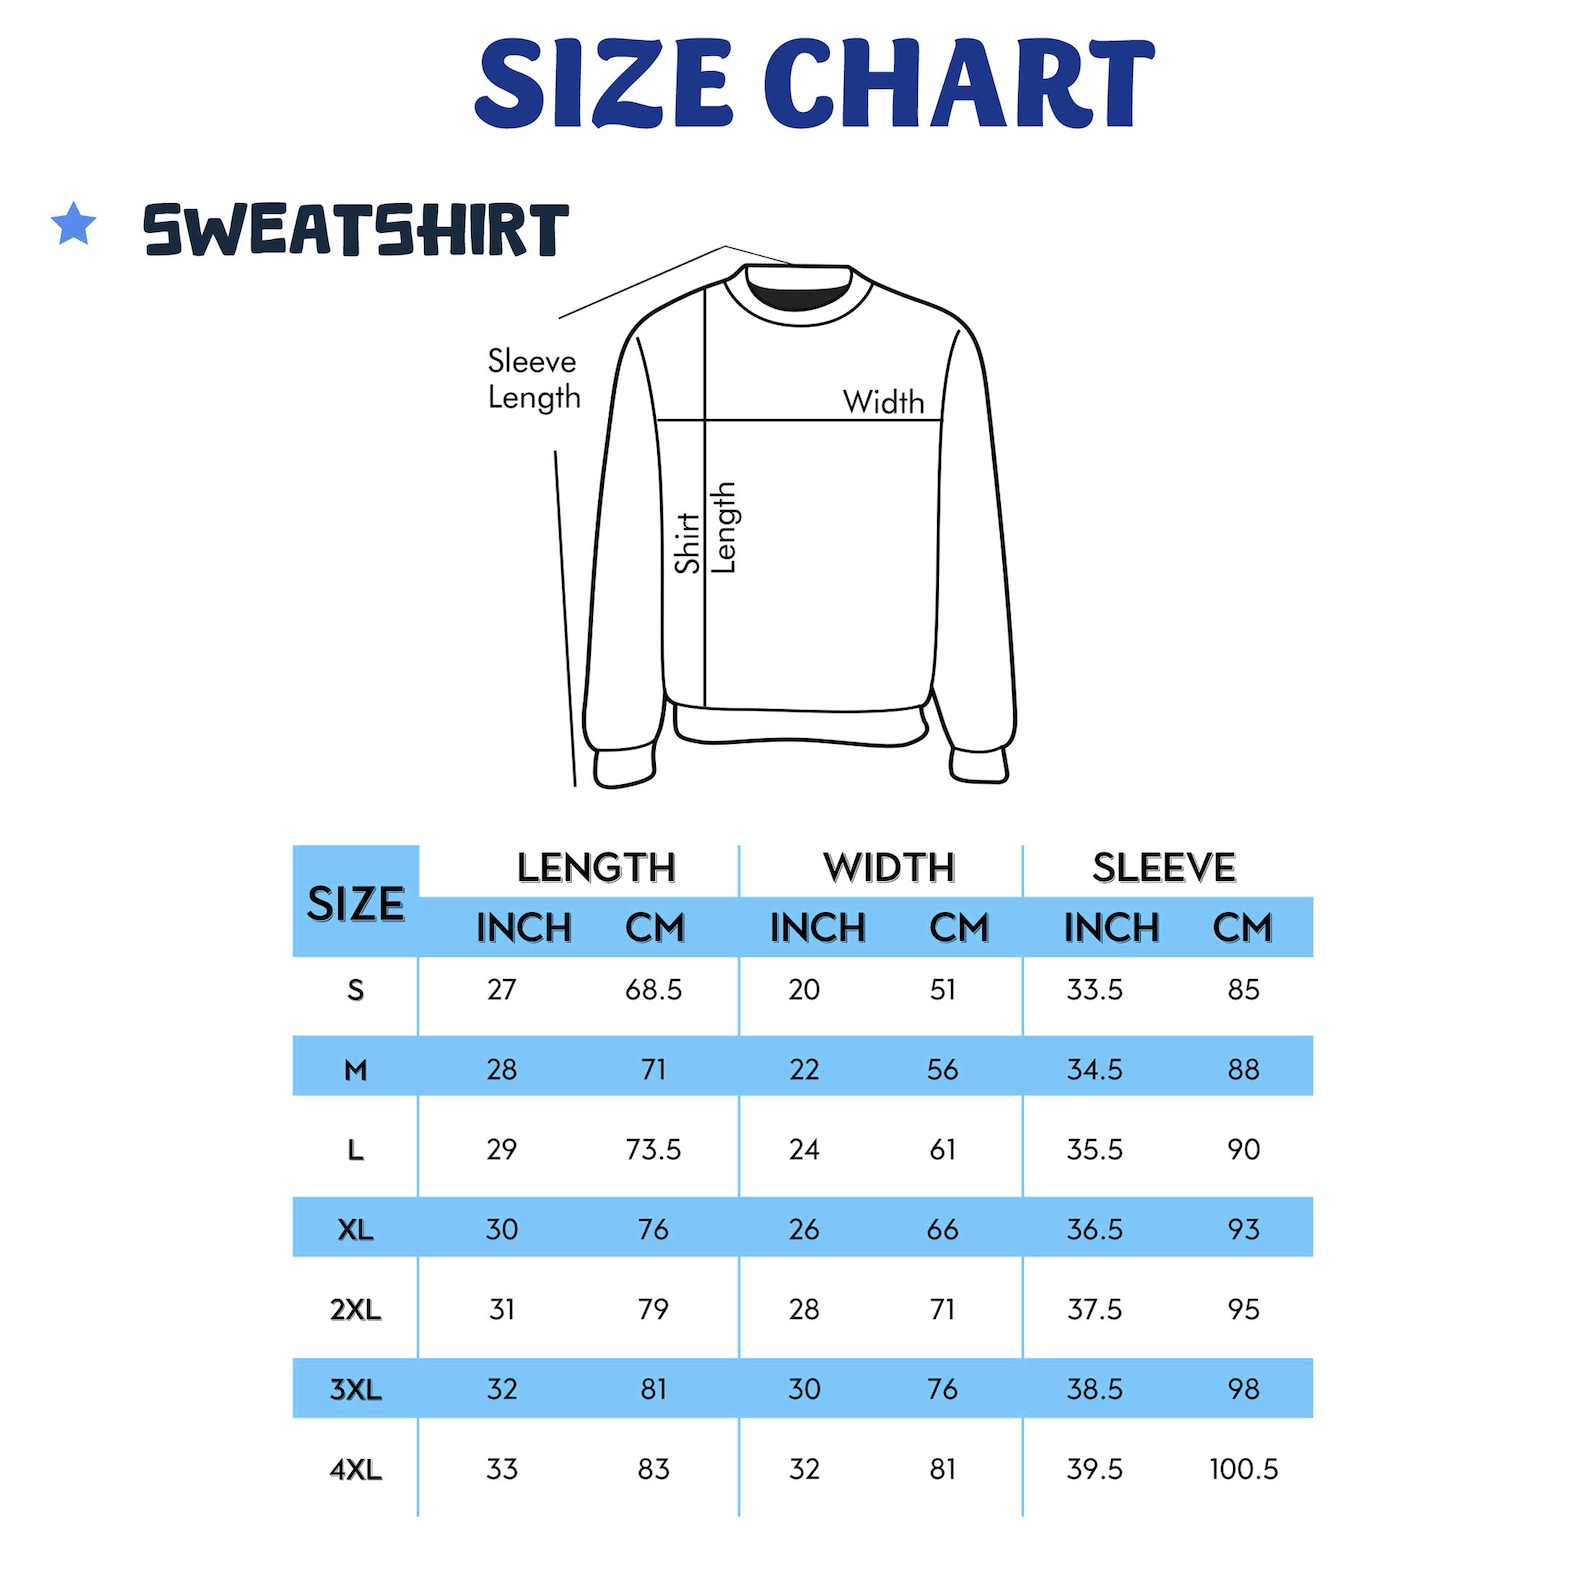 SIZE CHART
SWEATSHIRT
Sleeve
Length
Width
Shirt
Length
LENGTH WIDTH SLEEVE
SIZE
INCH CM INCH CM INCH CM
S 27 68.5 20 51 33.5 85
M 28 71 22 56 34.5 88
L 29 73.5 24 61 35.5 90
XL 30 76 26 66 36.5 93
2XL 31 79 28 71 37.5 95
3XL 32 81 30 76 38.5 98
4XL 33 83 32 81 39.5 100.5